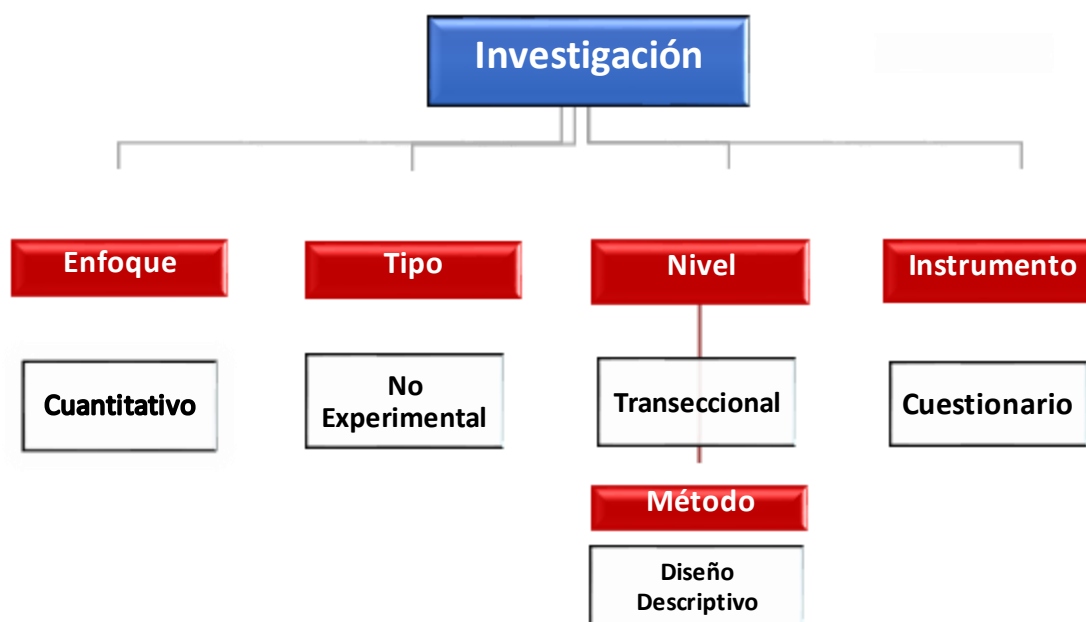 Investigación
Enfoque
Tipo
Nivel
Instrumento
Cuantitativo
No
Experimental
Transeccional
Cuestionario
Método
Diseño
Descriptivo